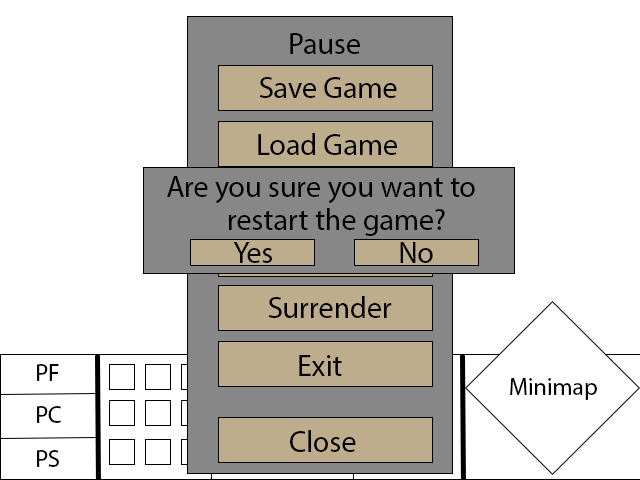 Pause
Save Game
Load Game
Are you sure you want to
restart the game?
Yes
No
Surrender
Exit
Close
PF
PC
PS
Minimap